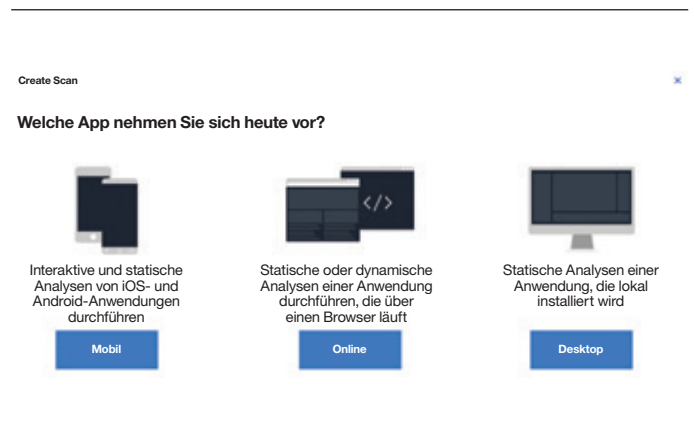 Create Scan
Welche App nehmen Sie sich heute vor?
</>
Interaktive und statische
Analysen von iOS- und
Android-Anwendungen
durchführen
Mobil
Statische oder dynamische
Analysen einer Anwendung
durchführen, die über
einen Browser läuft
Online
Statische Analysen einer
Anwendung, die lokal
installiert wird
Desktop